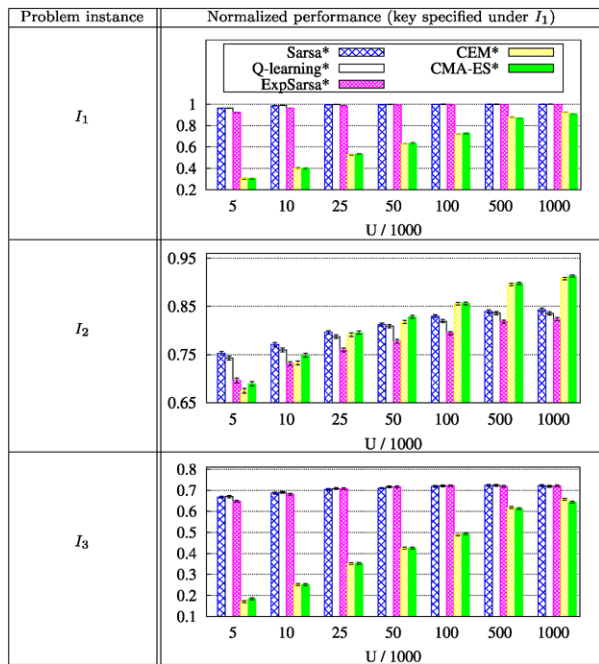 Problem instance
Normalized performance (key specified under I₁)
I₁
Sarsa*
Q-learning*
ExpSarsa*
CEM*
CMA-ES*
1
0.8
0.6
0.4
0.2
5 10 25 50 100 500 1000
U / 1000
I₂
0.95
0.85
0.75
0.65
5 10 25 50 100 500 1000
U / 1000
I₃
0.8
0.7
0.6
0.5
0.4
0.3
0.2
0.1
5 10 25 50 100 500 1000
U / 1000